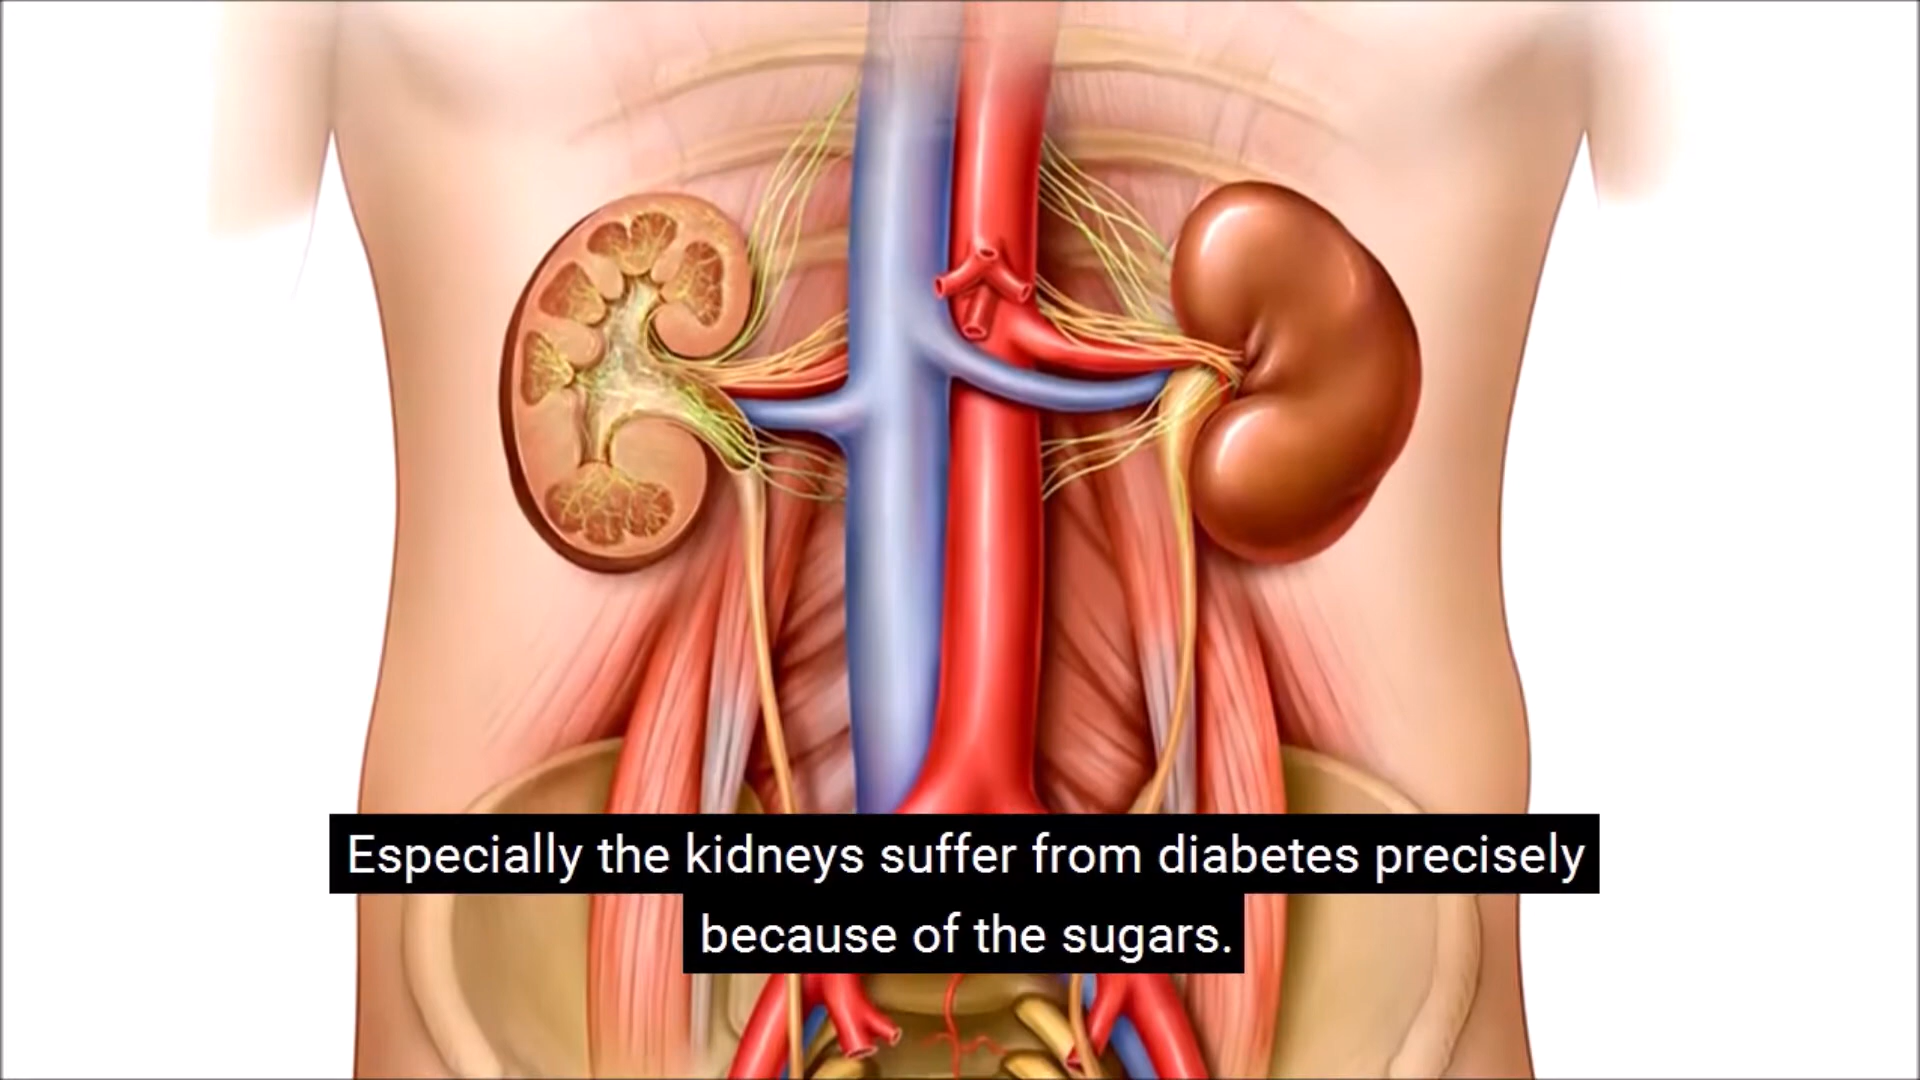 Especially the kidneys suffer from diabetes precisely
because of the sugars.